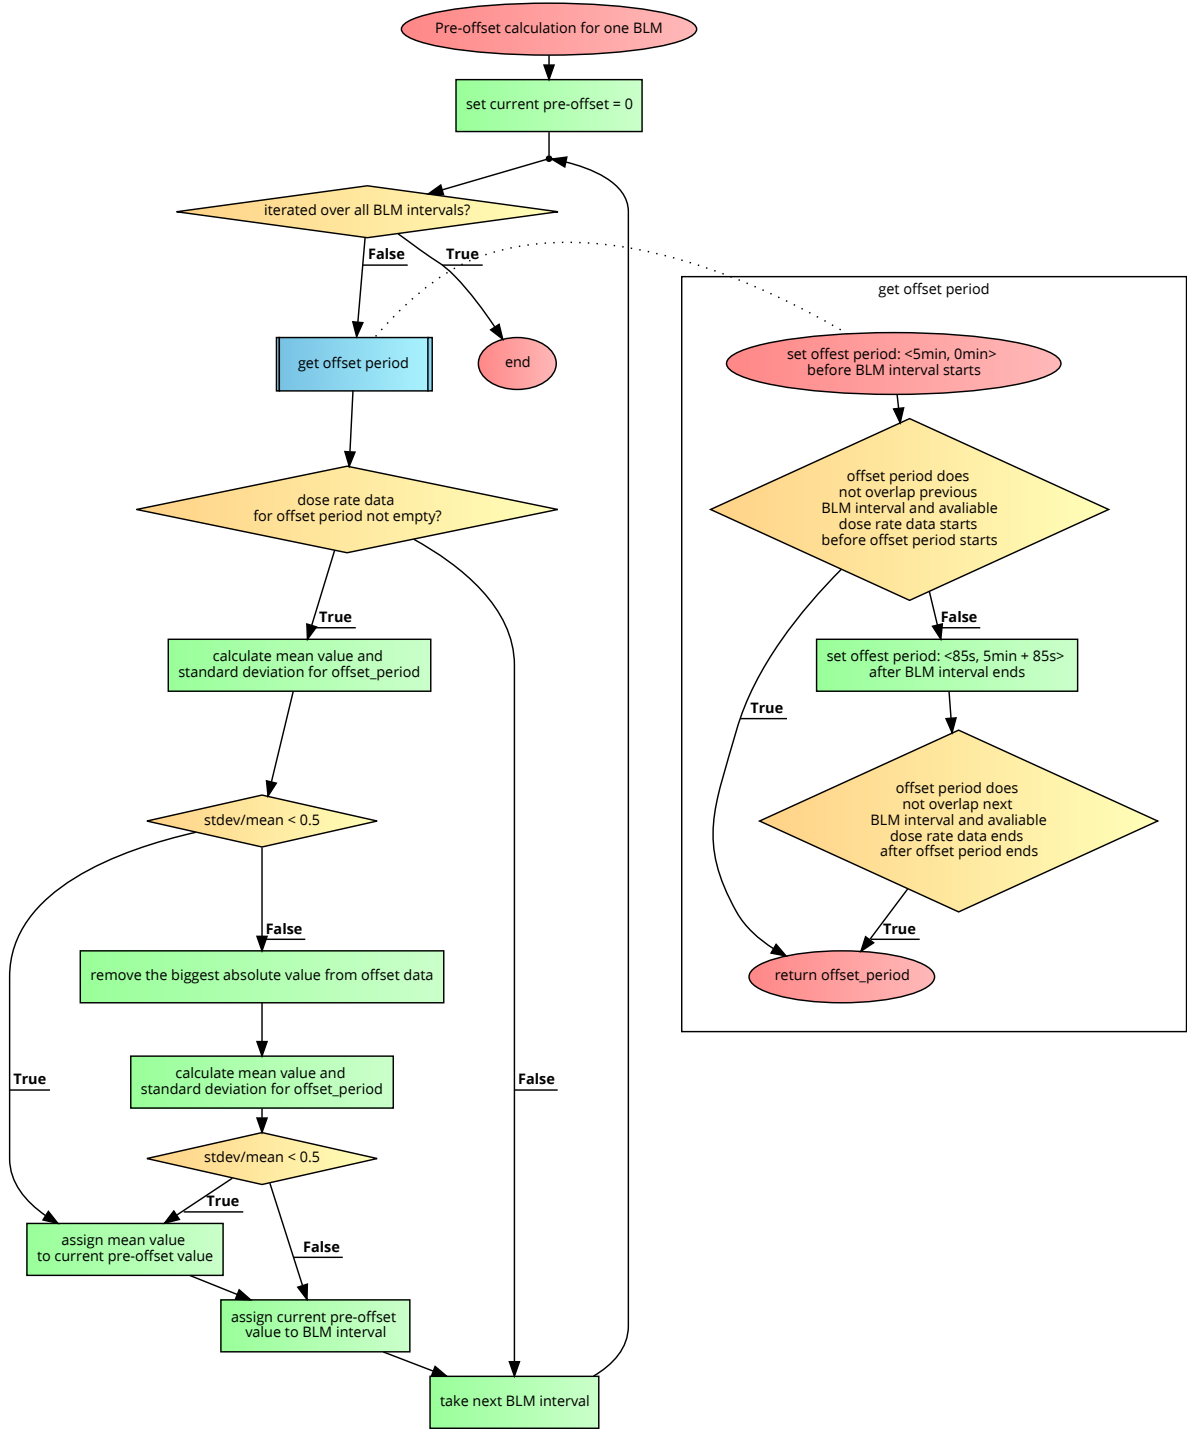 Pre-offset calculation for one BLM
set current pre-offset = 0
iterated over all BLM intervals?
False
True
get offset period
end
dose rate data
for offset period not empty?
True
calculate mean value and
standard deviation for offset_period
stdev/mean < 0.5
False
remove the biggest absolute value from offset data
True
calculate mean value and
standard deviation for offset_period
False
stdev/mean < 0.5
True
assign mean value
to current pre-offset value
False
assign current pre-offset
value to BLM interval
take next BLM interval
get offset period
set offest period: <5min, 0min>
before BLM interval starts
offset period does
not overlap previous
BLM interval and avaliable
dose rate data starts
before offset period starts
False
set offest period: <85s, 5min + 85s>
after BLM interval ends
True
offset period does
not overlap next
BLM interval and avaliable
dose rate data ends
after offset period ends
True
return offset_period